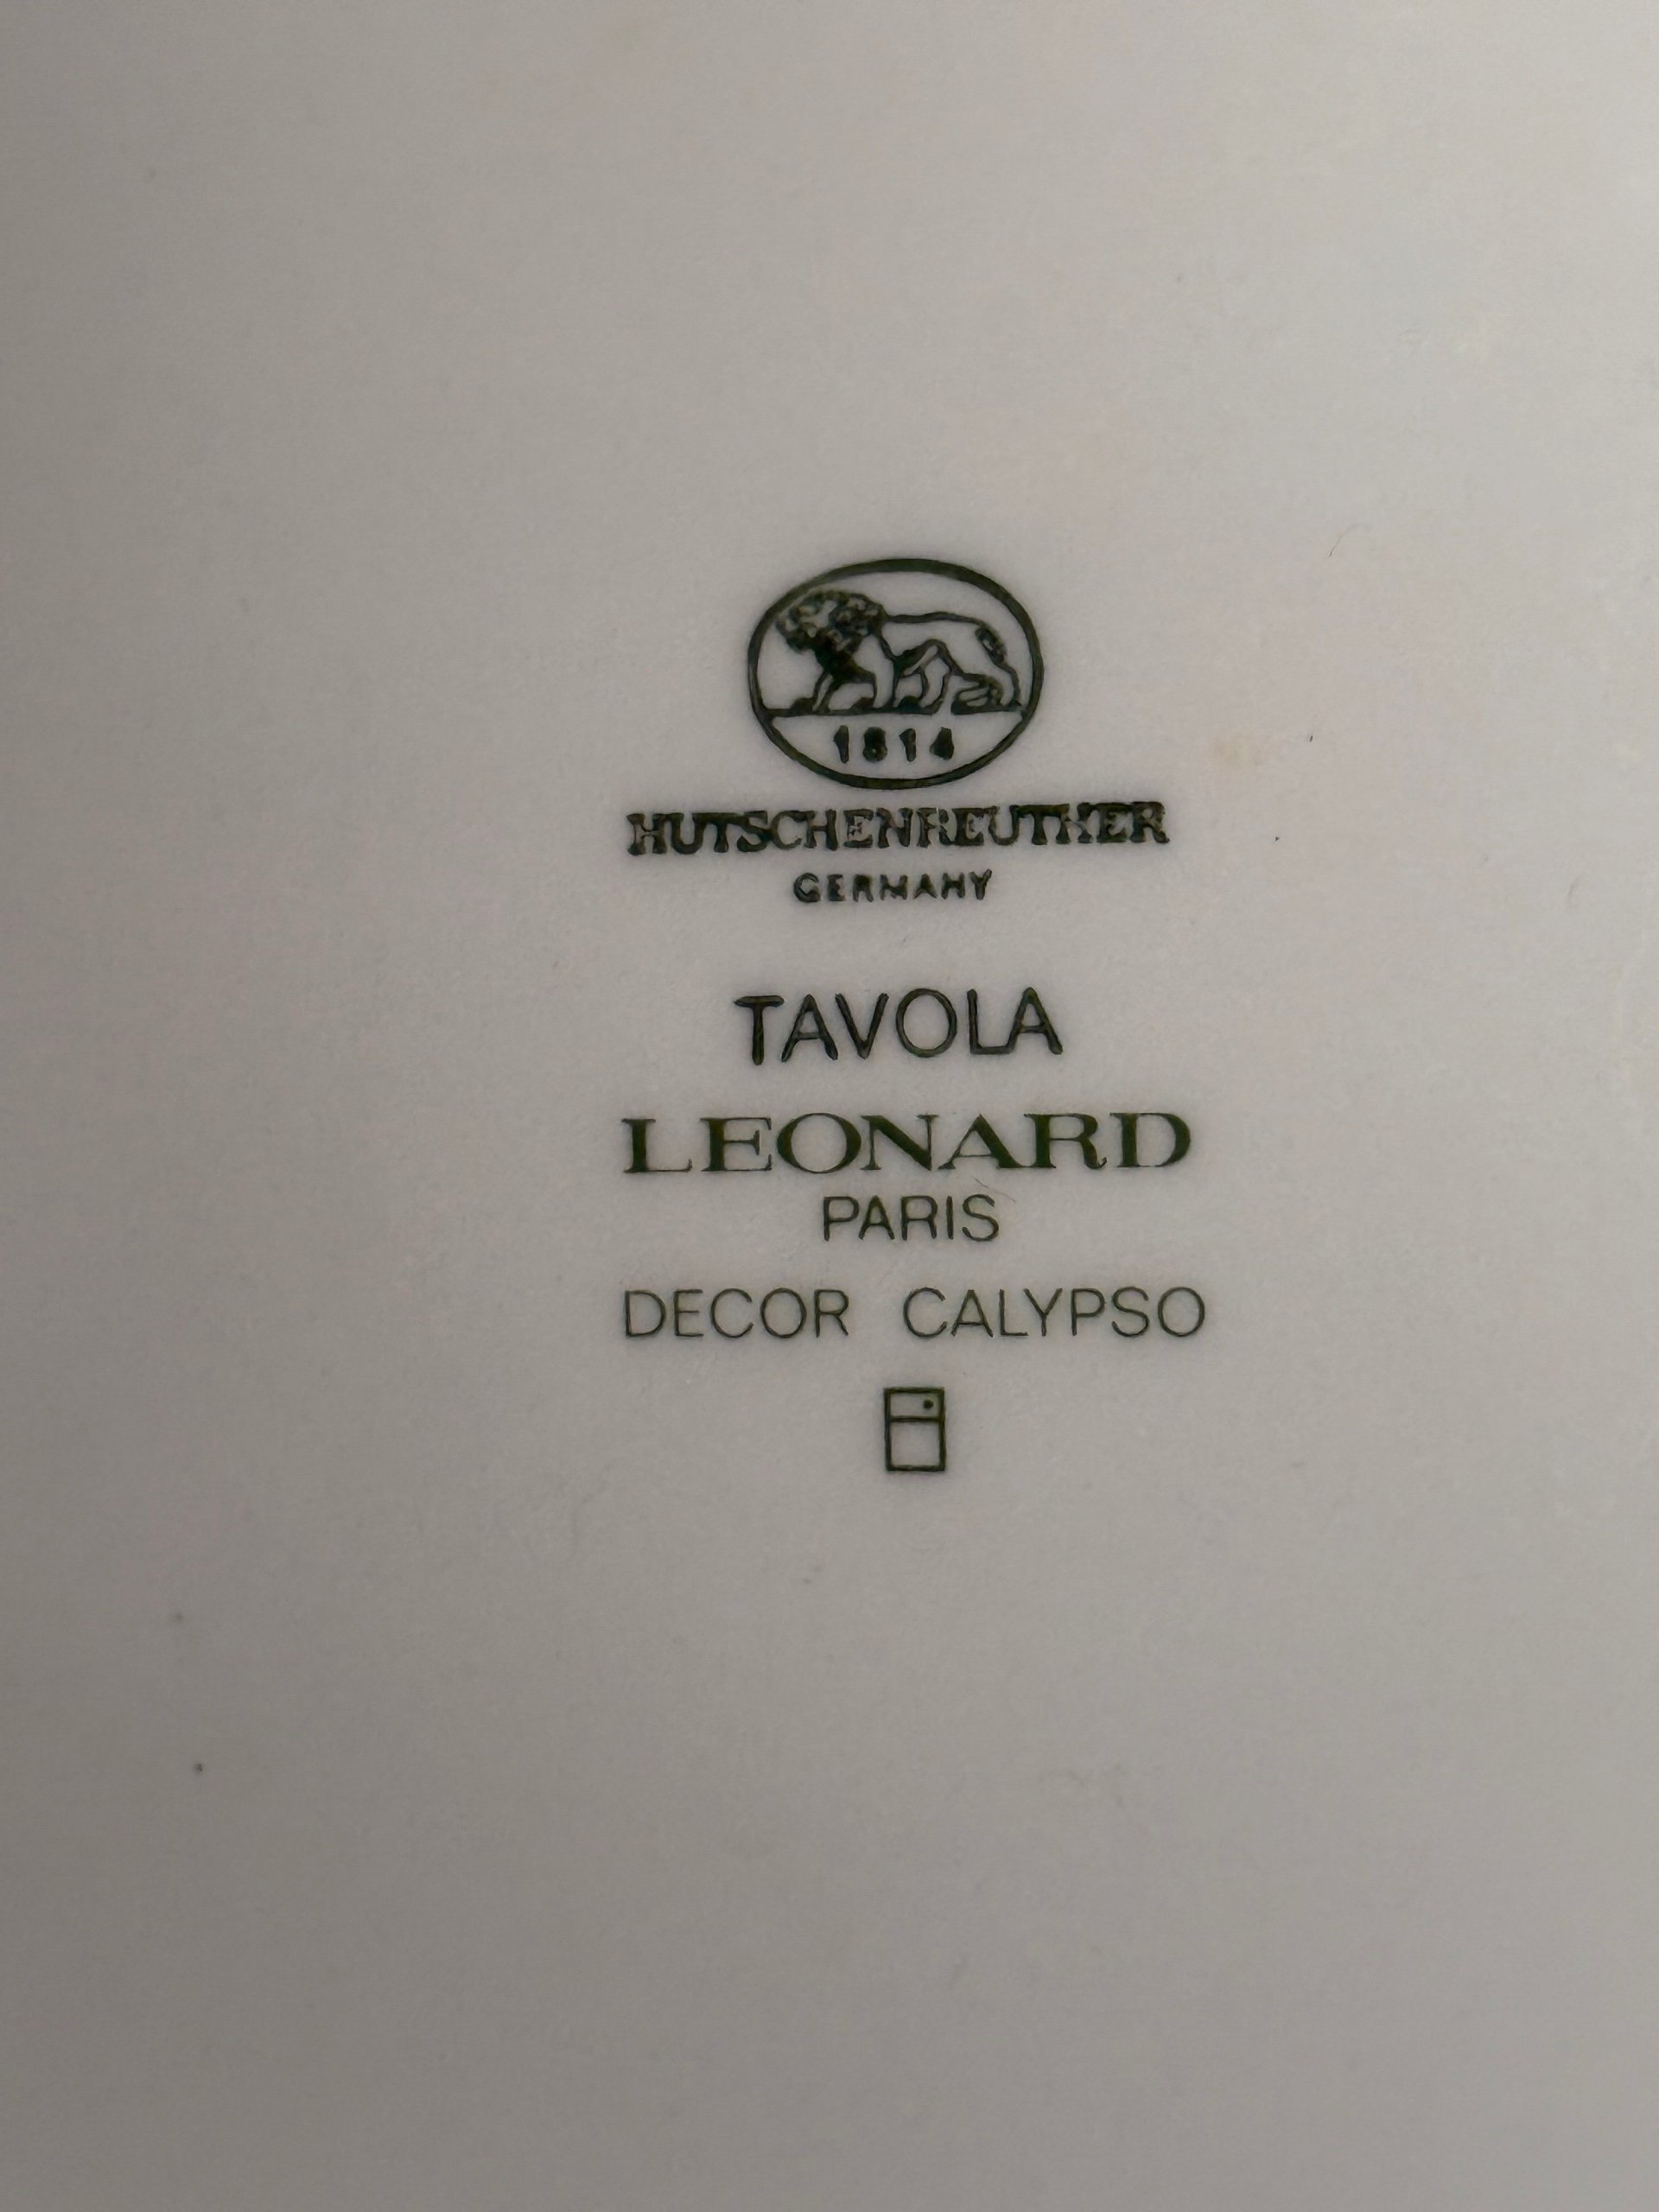 1814
HUTSCHENREUTHER
GERMANY
TAVOLA
LEONARD
PARIS
DECOR CALYPSO